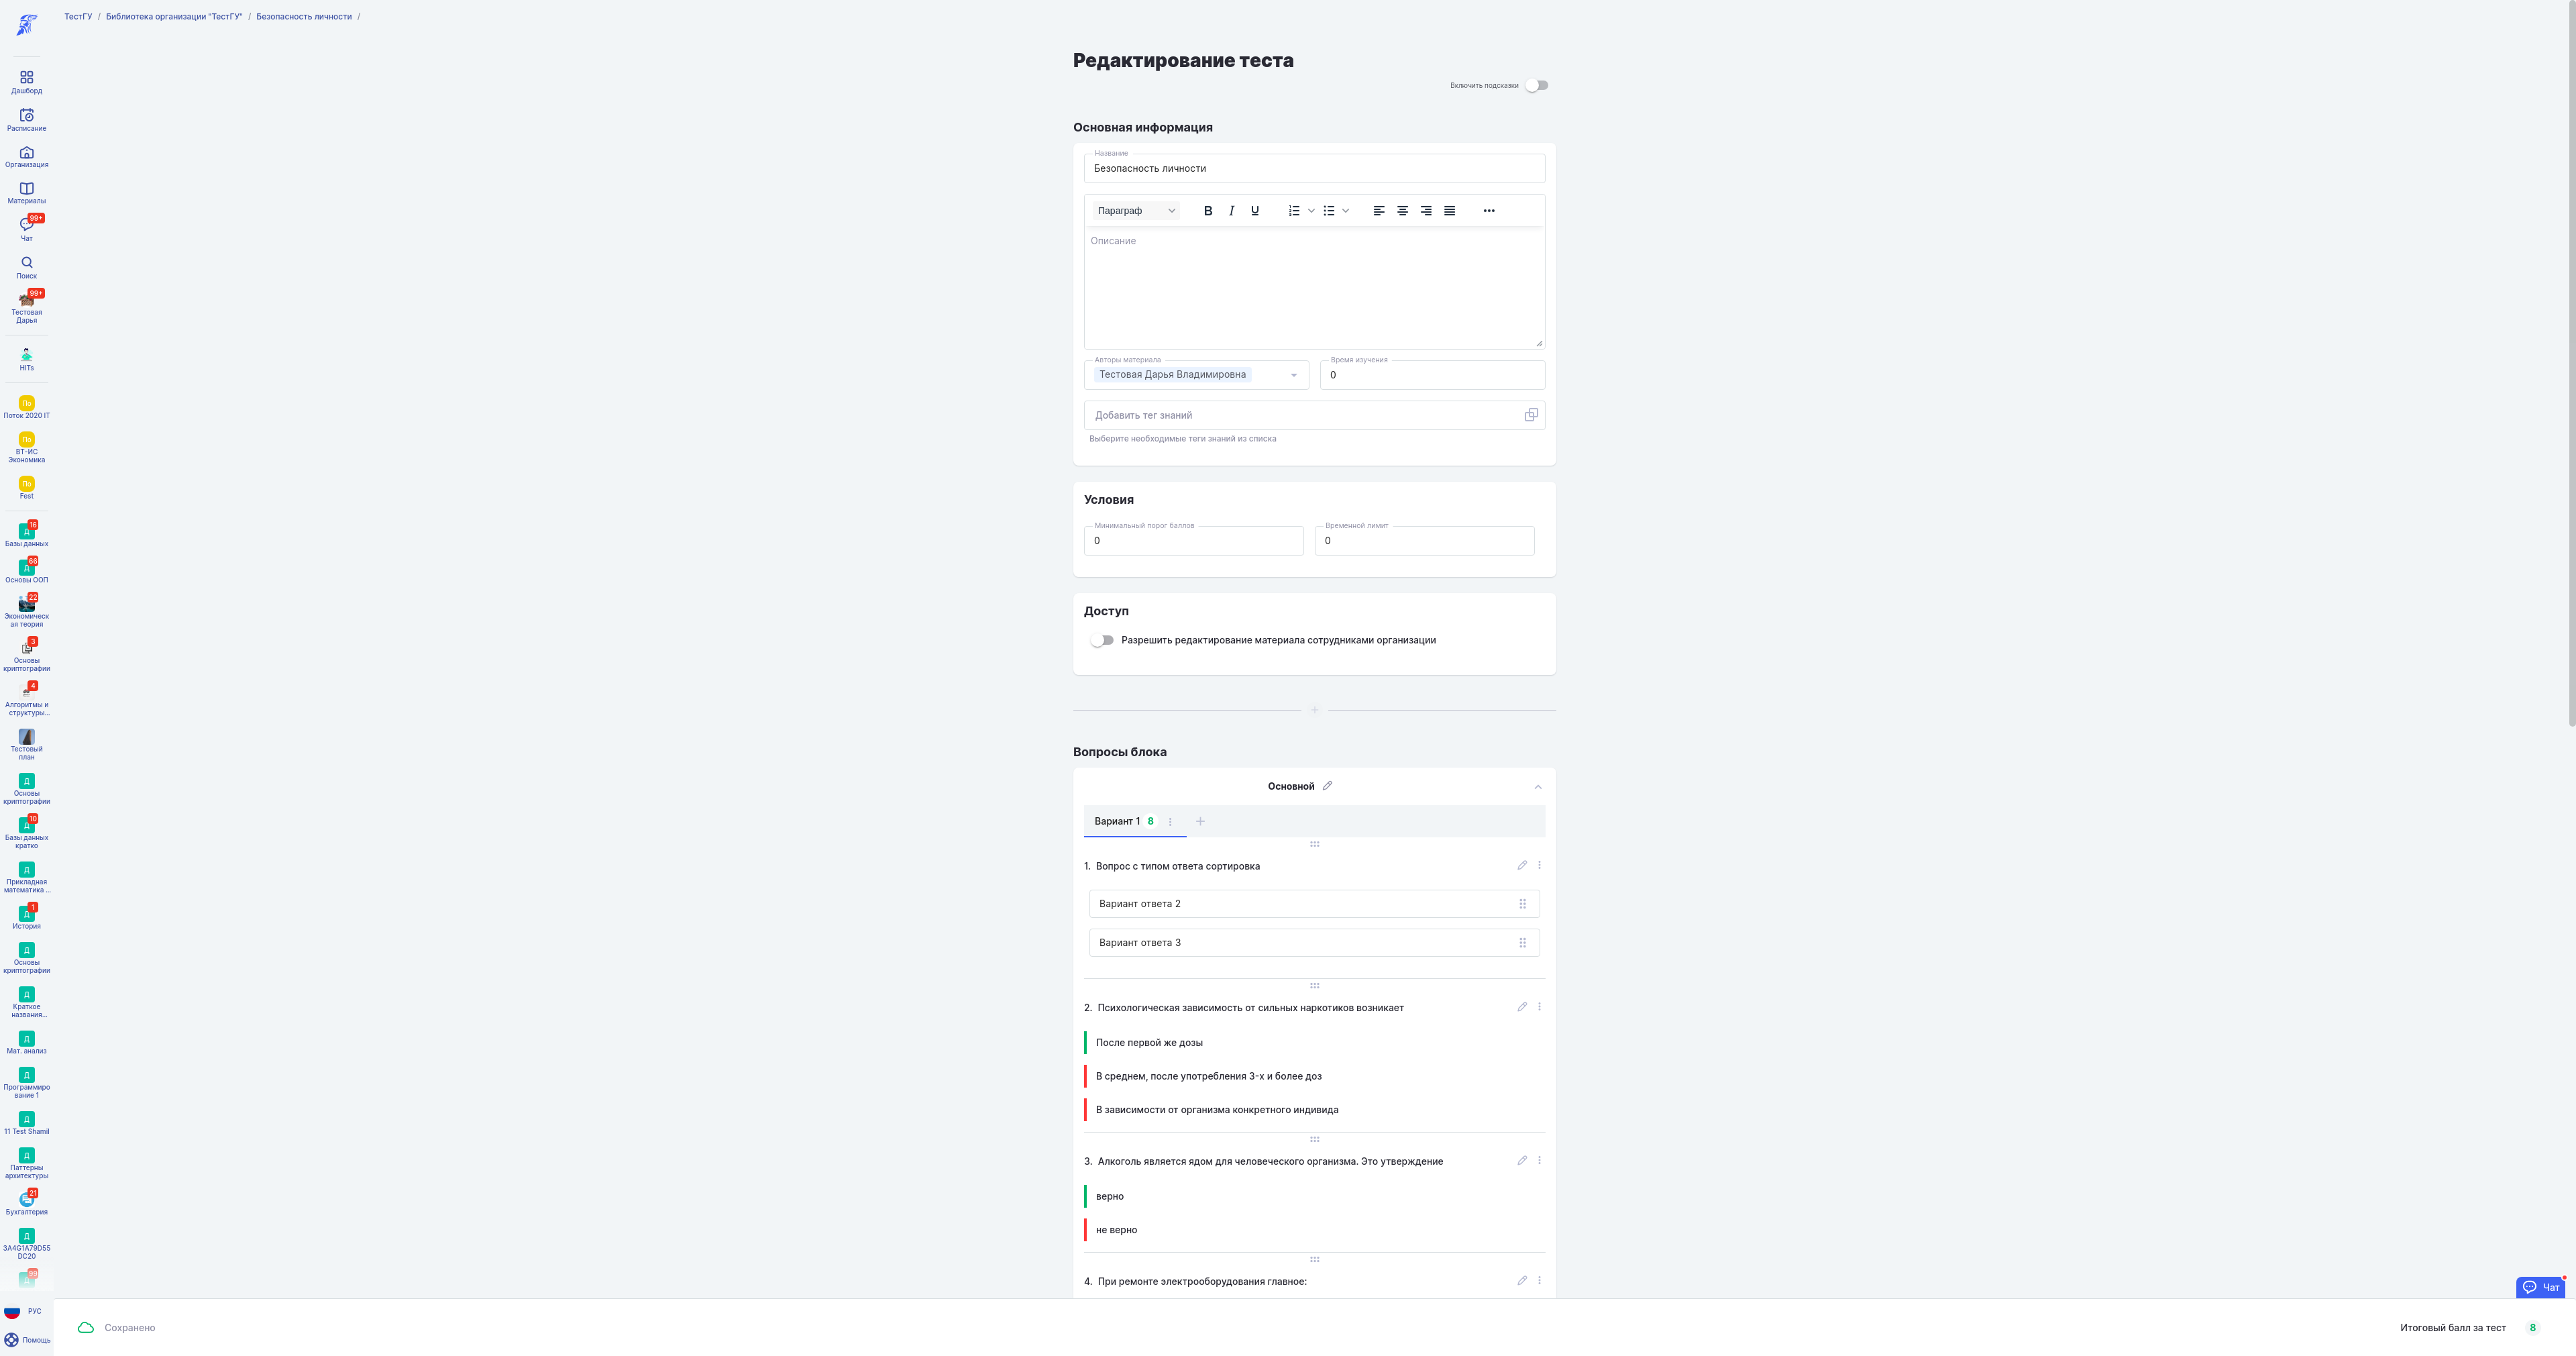 ТестГУ / Библиотека организации "ТестГУ" / Безопасность личности /
Дашборд
Расписание
Организация
Материалы
99+
Чат
Поиск
99+
Тестовая
Дарья
HITs
По
Поток 2020 IT
По
ВТ-ИС
Экономика
По
Fest
16
Д
Базы данных
66
Д
Основы ООП
22
Экономическ
ая теория
3
Основы
криптографии
4
Алгоритмы и
структуры...
Тестовый
план
Д
Основы
криптографии
10
Д
Базы данных
кратко
Д
Прикладная
математика ...
1
Д
История
Д
Основы
криптографии
Д
Краткое
названия...
Д
Мат. анализ
Д
Программиро
вание 1
Д
11 Test Shamil
Д
Паттерны
архитектуры
21
Бухгалтерия
Д
3A4G1A79D55
DC20
99
Д
РУС
Помощь
Редактирование теста
Включить подсказки
Основная информация
Название
Безопасность личности
Параграф
Описание
Авторы материала
Тестовая Дарья Владимировна
Время изучения
0
Добавить тег знаний
Выберите необходимые теги знаний из списка
Условия
Минимальный порог баллов
0
Временной лимит
0
Доступ
Разрешить редактирование материала сотрудниками организации
Вопросы блока
Основной
Вариант 1 8
1. Вопрос с типом ответа сортировка
Вариант ответа 2
Вариант ответа 3
2. Психологическая зависимость от сильных наркотиков возникает
После первой же дозы
В среднем, после употребления 3-х и более доз
В зависимости от организма конкретного индивида
3. Алкоголь является ядом для человеческого организма. Это утверждение
верно
не верно
4. При ремонте электрооборудования главное:
Чат
Сохранено
Итоговый балл за тест 8